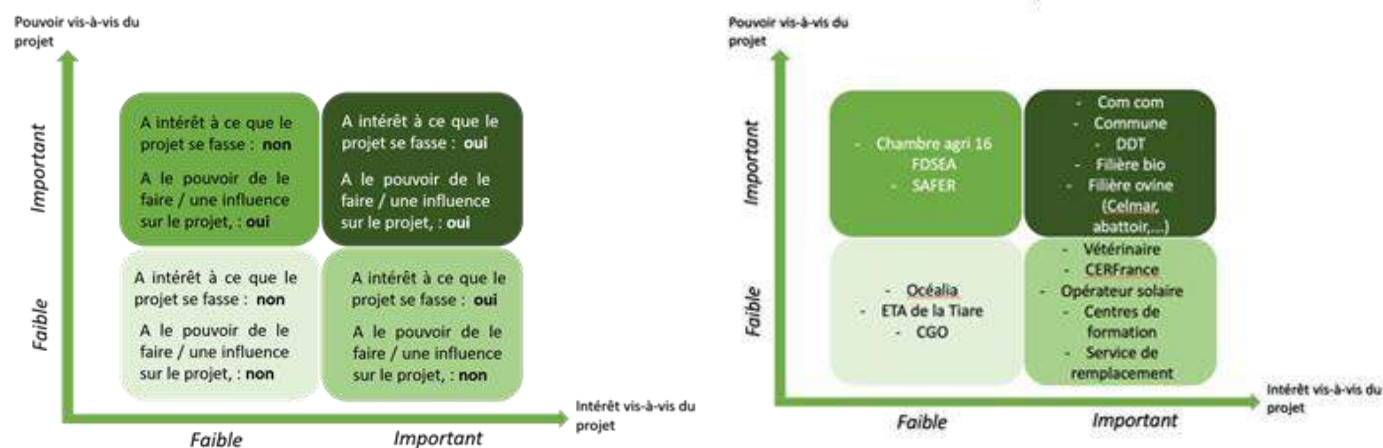 Pouvoir vis-à-vis du
projet
Important
Faible
A intérêt à ce que le
projet se fasse : non
A le pouvoir de le
faire / une influence
sur le projet, : oui
A intérêt à ce que le
projet se fasse : oui
A le pouvoir de le
faire / une influence
sur le projet, : oui
A intérêt à ce que le
projet se fasse : non
A le pouvoir de le
faire / une influence
sur le projet, : non
A intérêt à ce que le
projet se fasse : oui
A le pouvoir de le
faire / une influence
sur le projet, : non
Faible
Important
Intérêt vis-à-vis du
projet
Pouvoir vis-à-vis du
projet
Important
Faible
- Chambre agri 16
FDSEA
- SAFER
- Com com
- Commune
- DDT
- Filière bio
- Filière ovine
(Celmar,
abattoir,...)
- Océalia
- ETA de la Tiare
- CGO
- Vétérinaire
- CERFrance
- Opérateur solaire
- Centres de
formation
- Service de
remplacement
Faible
Important
Intérêt vis-à-vis du
projet